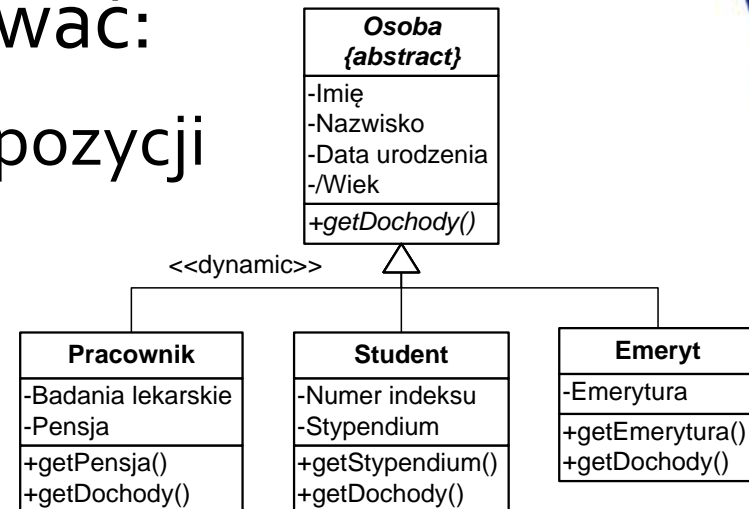 wać:
pozycji
Osoba
{abstract}
-Imię
-Nazwisko
-Data urodzenia
-/Wiek
+getDochody()
<<dynamic>>
Pracownik
-Badania lekarskie
-Pensja
+getPensja()
+getDochody()
Student
-Numer indeksu
-Stypendium
+getStypendium()
+getDochody()
Emeryt
-Emerytura
+getEmerytura()
+getDochody()